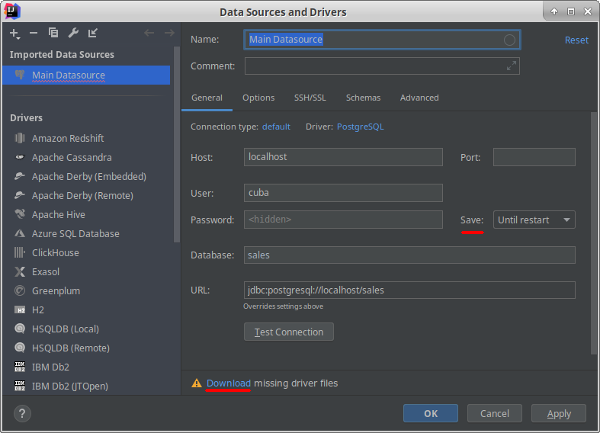 Data Sources and Drivers
Imported Data Sources
Main Datasource
Drivers
Amazon Redshift
Apache Cassandra
Apache Derby (Embedded)
Apache Derby (Remote)
Apache Hive
Azure SQL Database
ClickHouse
Exasol
Greenplum
H2
HSQLDB (Local)
HSQLDB (Remote)
IBM Db2
IBM Db2 (JTOpen)
Name: Main Datasource Reset
Comment:
General Options SSH/SSL Schemas Advanced
Connection type: default Driver: PostgreSQL
Host: localhost Port:
User: cuba
Password: <hidden> Save: Until restart
Database: sales
URL: jdbc:postgresql://localhost/sales
Overrides settings above
Test Connection
Download missing driver files
? OK Cancel Apply